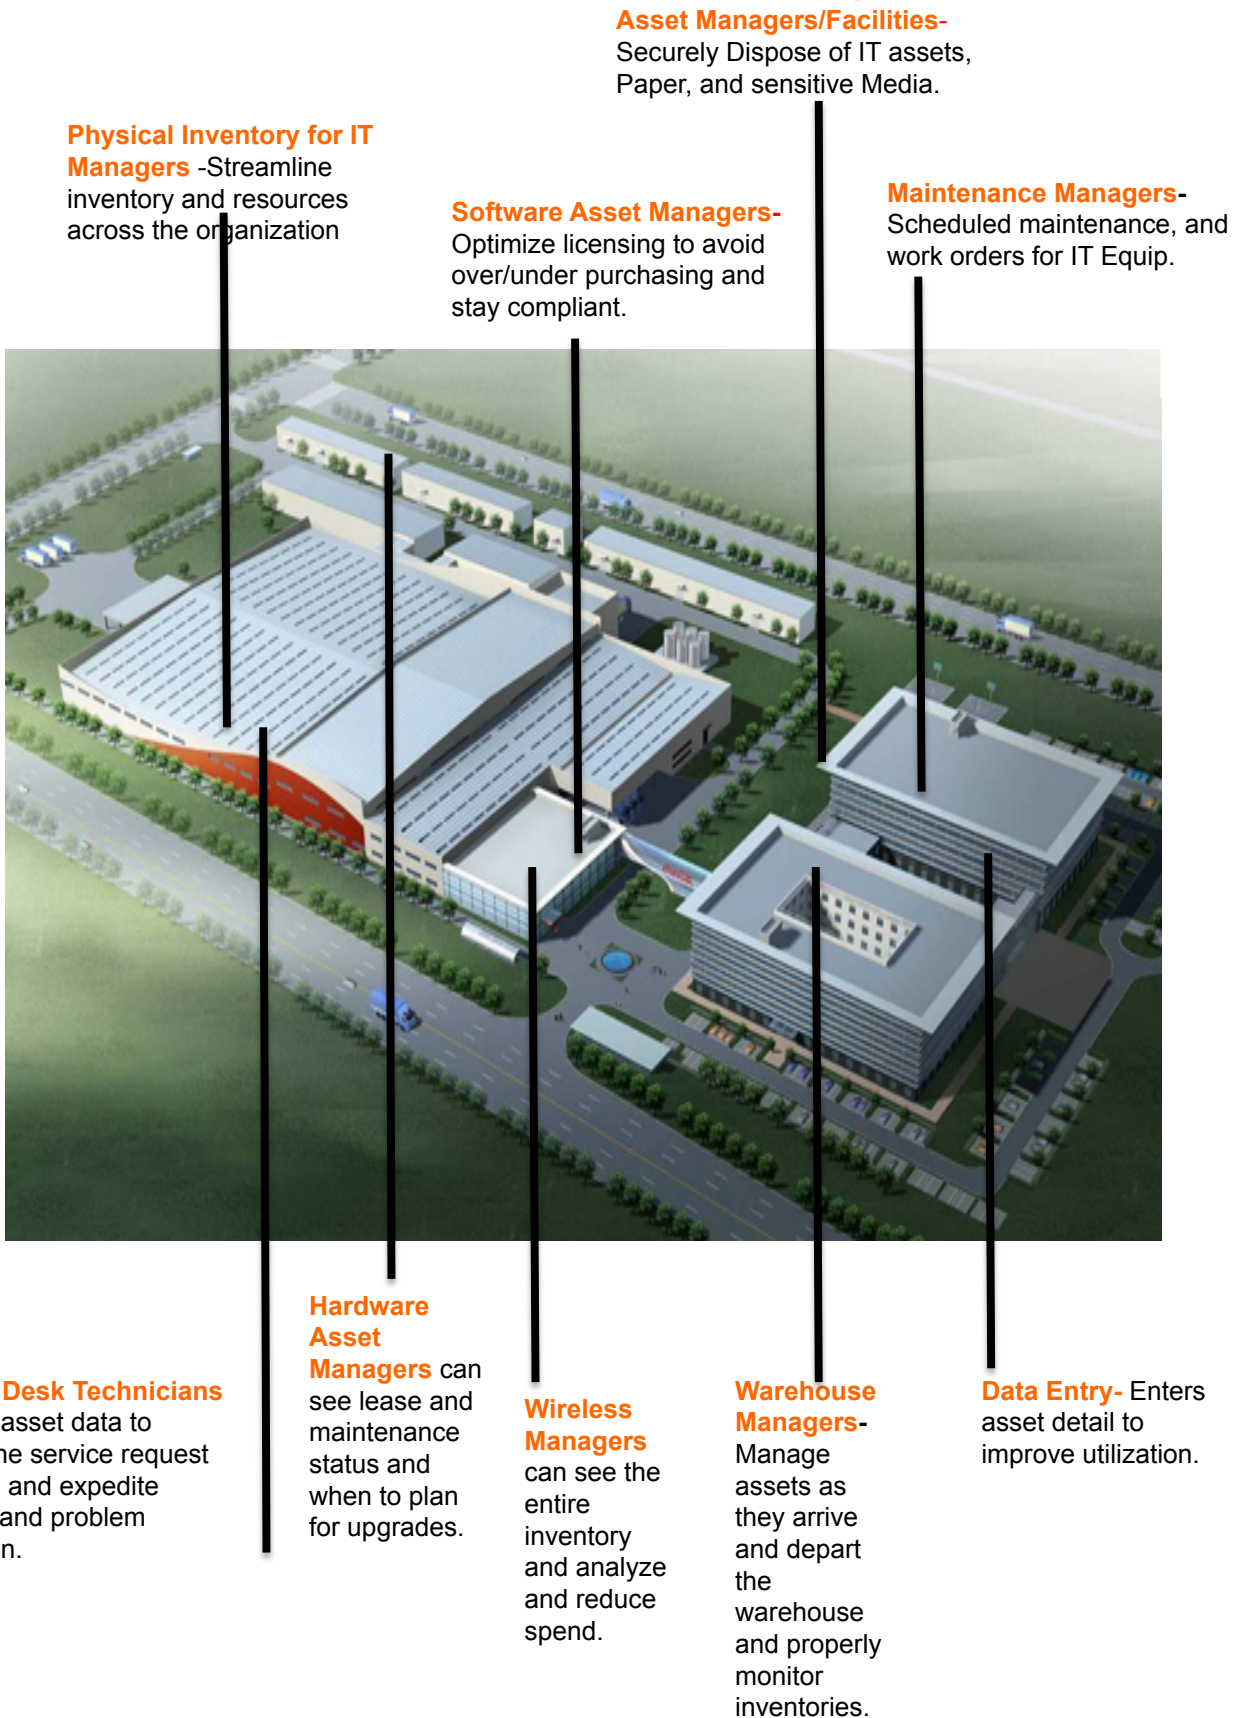 Asset Managers/Facilities-
Securely Dispose of IT assets,
Paper, and sensitive Media.
Physical Inventory for IT
Managers -Streamline
inventory and resources
across the organization
Software Asset Managers-
Optimize licensing to avoid
over/under purchasing and
stay compliant.
Maintenance Managers-
Scheduled maintenance, and
work orders for IT Equip.
Desk Technicians
asset data to
service request
and expedite
and problem
Hardware
Asset
Managers can
see lease and
maintenance
status and
when to plan
for upgrades.
Wireless
Managers
can see the
entire
inventory
and analyze
and reduce
spend.
Warehouse
Managers-
Manage
assets as
they arrive
and depart
the
warehouse
and properly
monitor
inventories.
Data Entry- Enters
asset detail to
improve utilization.